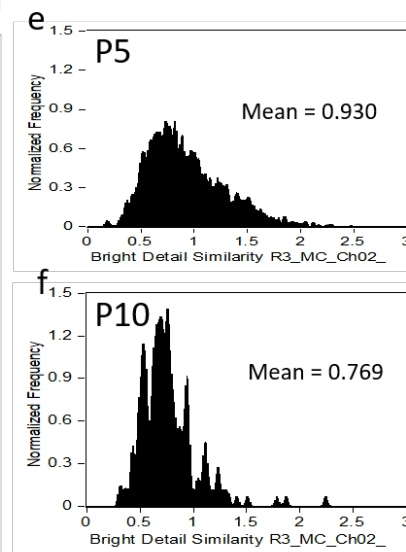 e
P5
1.5
1.2
0.9
0.6
0.3
0
Normalized Frequency
Mean = 0.930
0 0.5 1 1.5 2 2.5 3
Bright Detail Similarity R3_MC_Ch02_
f
P10
1.5
1.2
0.9
0.6
0.3
0
Normalized Frequency
Mean = 0.769
0 0.5 1 1.5 2 2.5 3
Bright Detail Similarity R3_MC_Ch02_